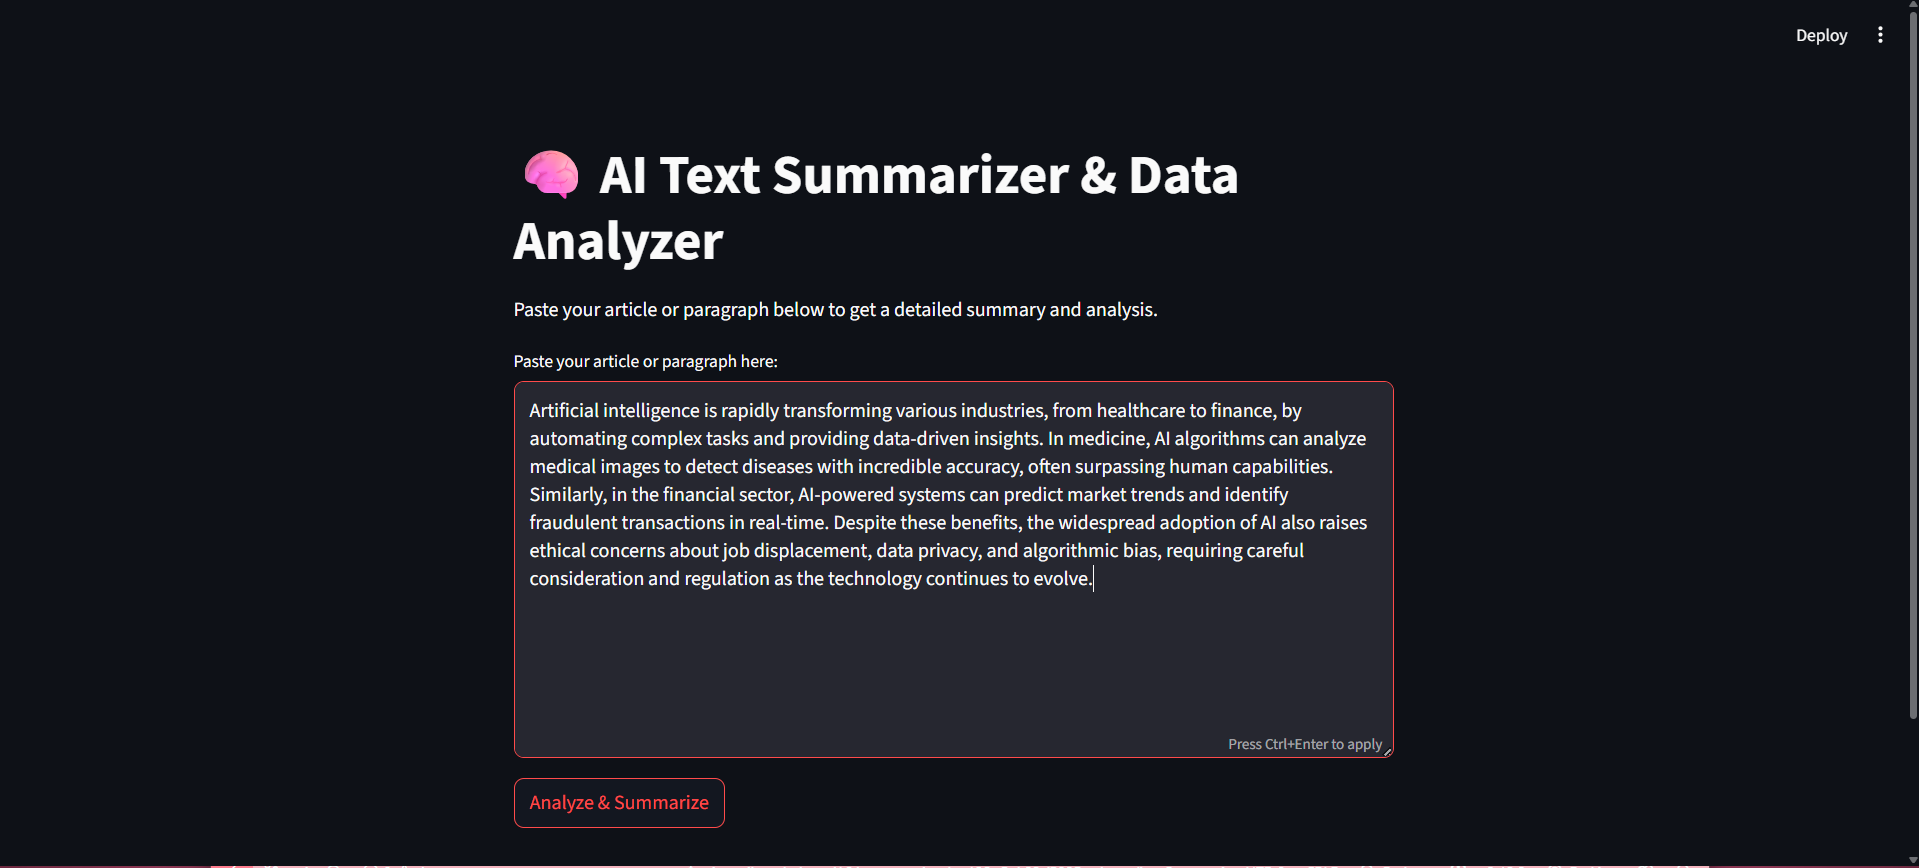 Deploy
AI Text Summarizer & Data
Analyzer
Paste your article or paragraph below to get a detailed summary and analysis.
Paste your article or paragraph here:
Artificial intelligence is rapidly transforming various industries, from healthcare to finance, by
automating complex tasks and providing data-driven insights. In medicine, AI algorithms can analyze
medical images to detect diseases with incredible accuracy, often surpassing human capabilities.
Similarly, in the financial sector, AI-powered systems can predict market trends and identify
fraudulent transactions in real-time. Despite these benefits, the widespread adoption of AI also raises
ethical concerns about job displacement, data privacy, and algorithmic bias, requiring careful
consideration and regulation as the technology continues to evolve.
Press Ctrl+Enter to apply
Analyze & Summarize